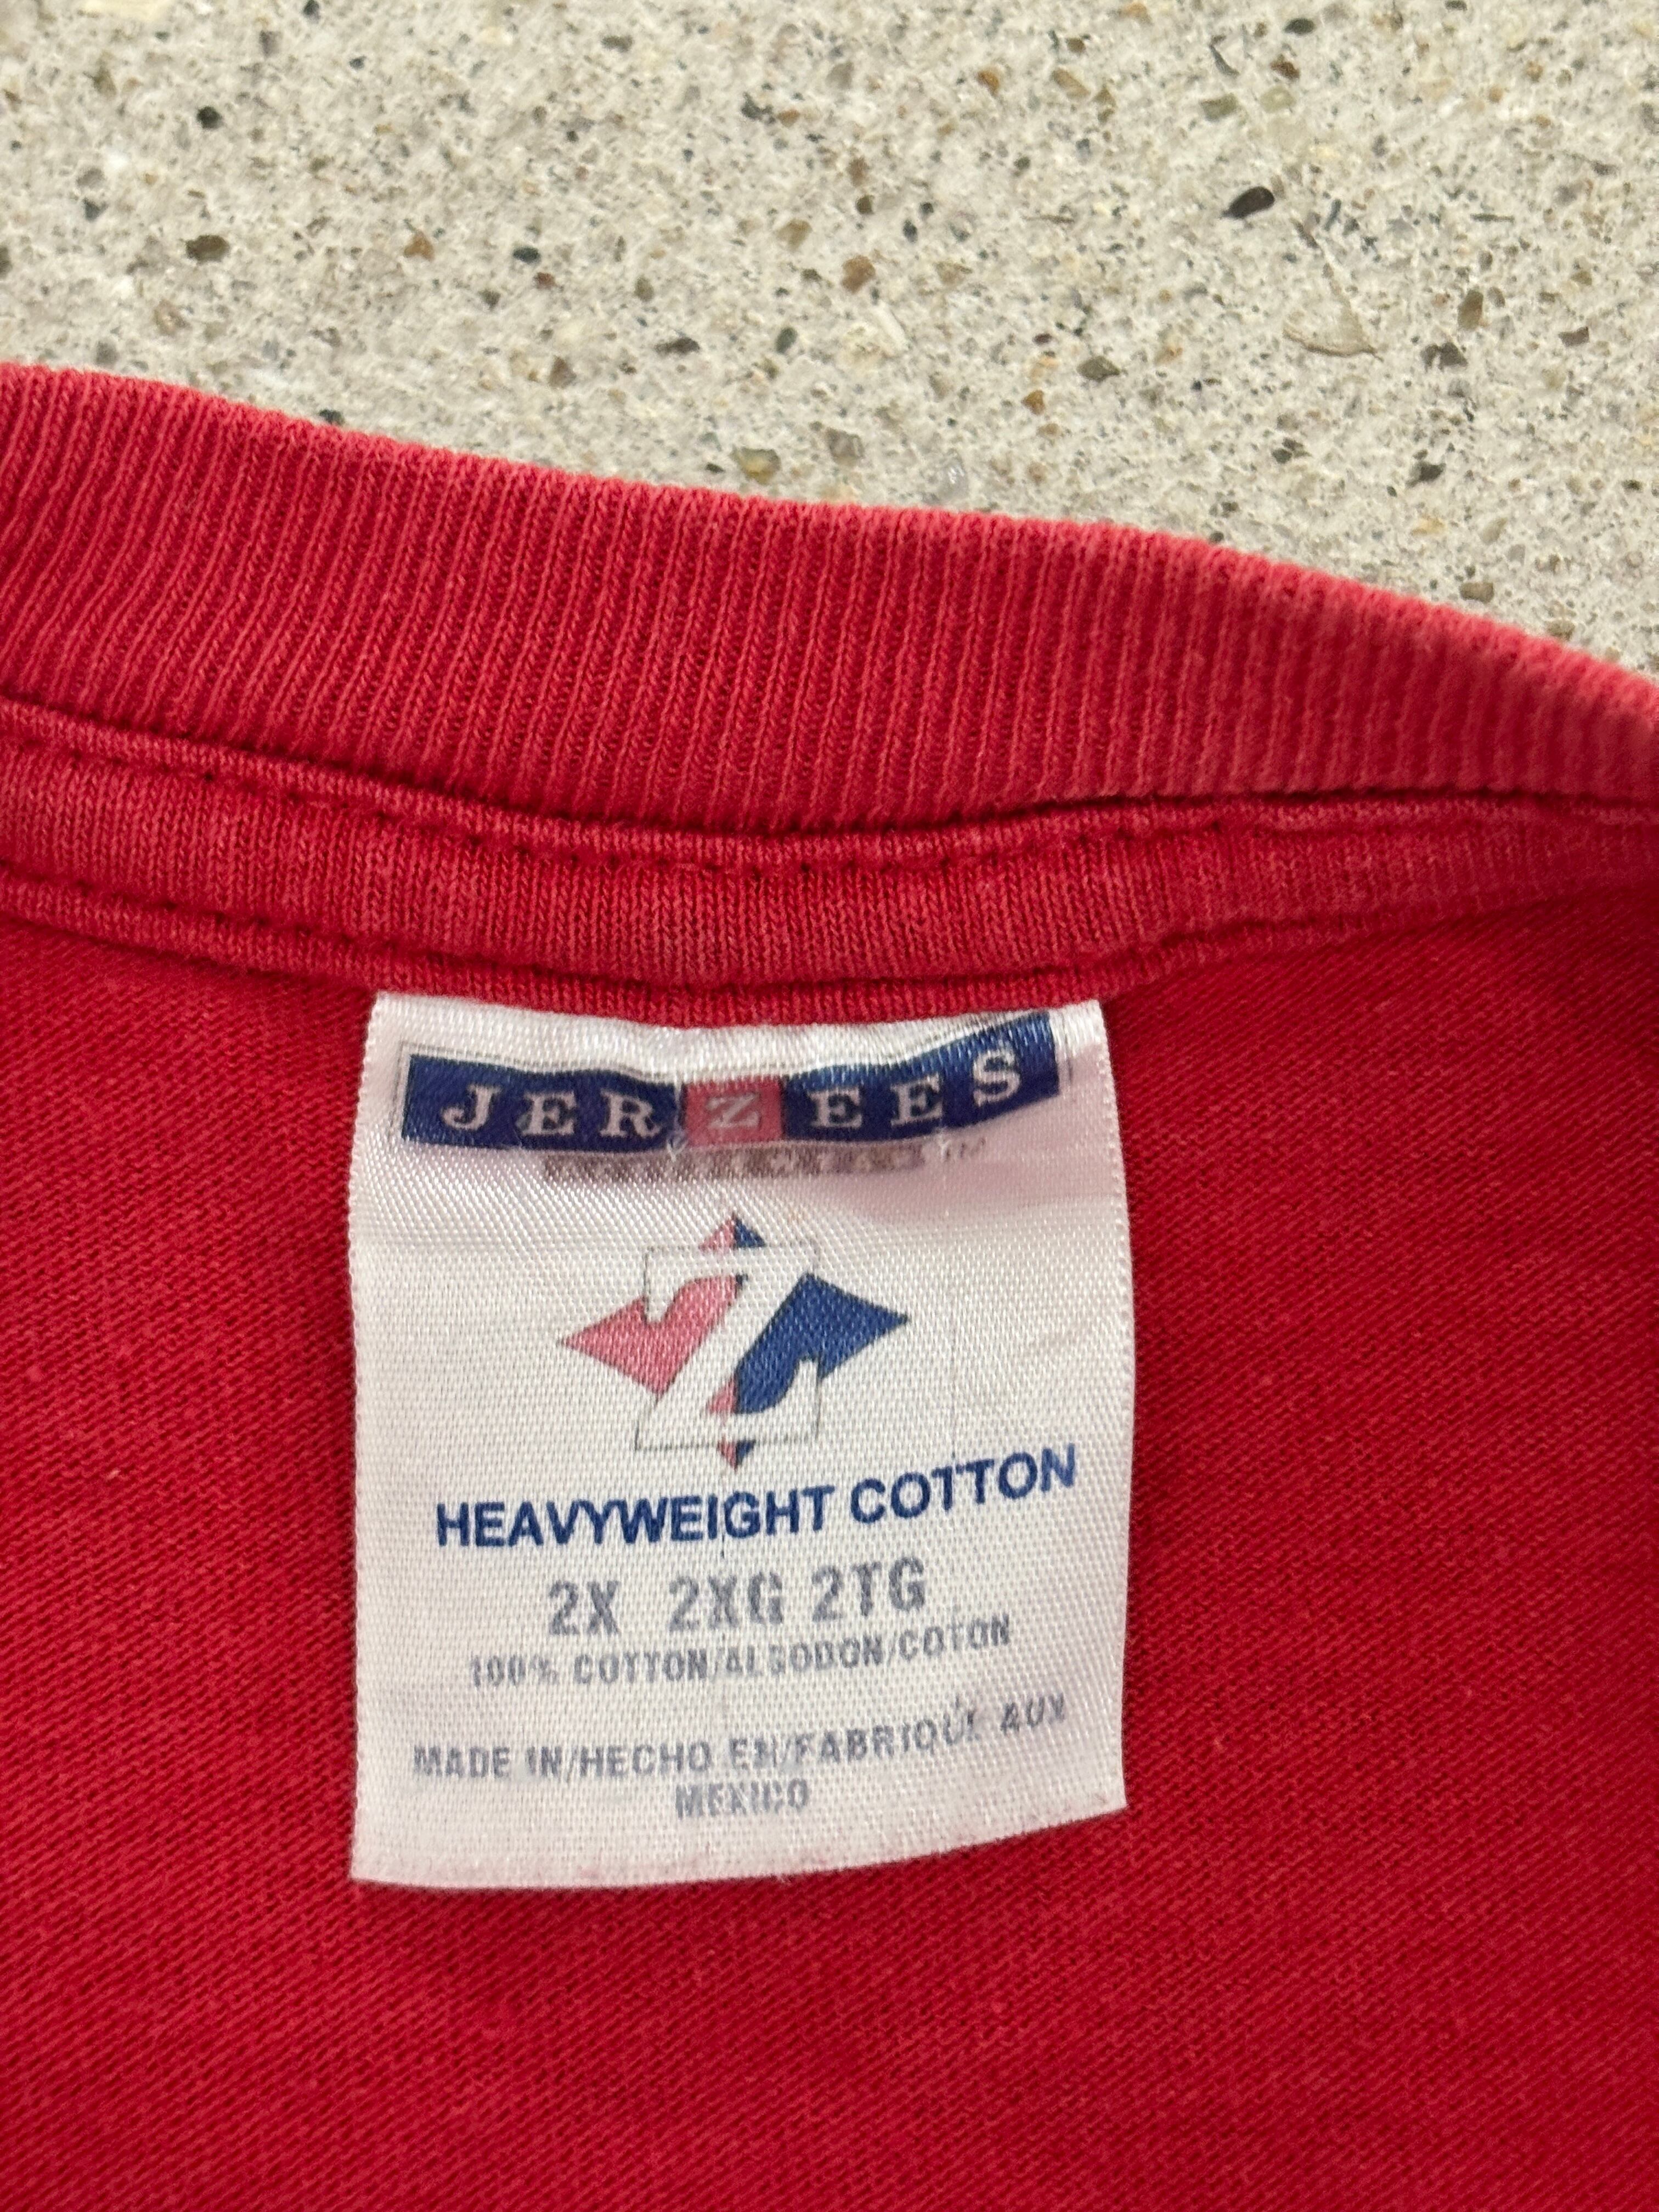 JERZEES
Z
HEAVYWEIGHT COTTON
2X 2XG 2TG
100% COTTON/ALGODON/COTON
MADE IN/HECHO EN/FABRIQUÉ AUX
MEXICO